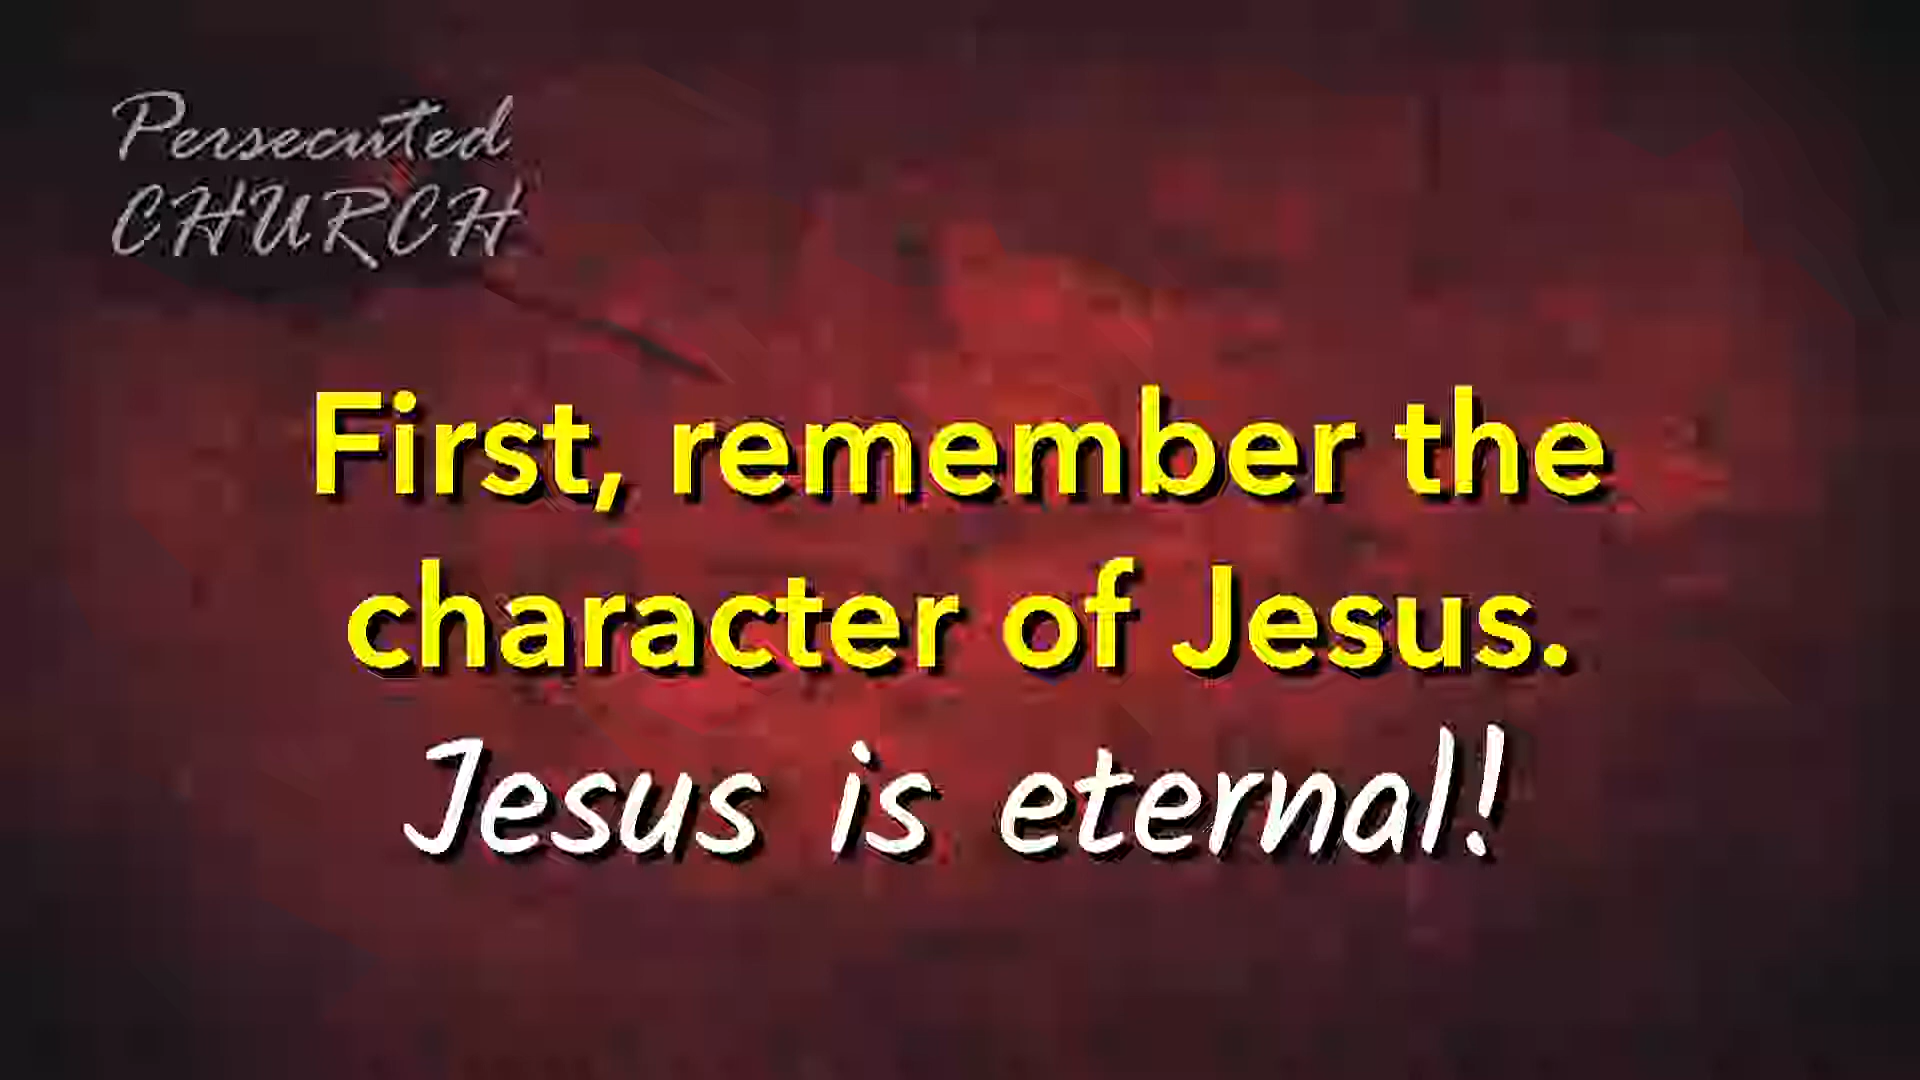 Persecuted
CHURCH
First, remember the
character of Jesus.
Jesus is eternal!